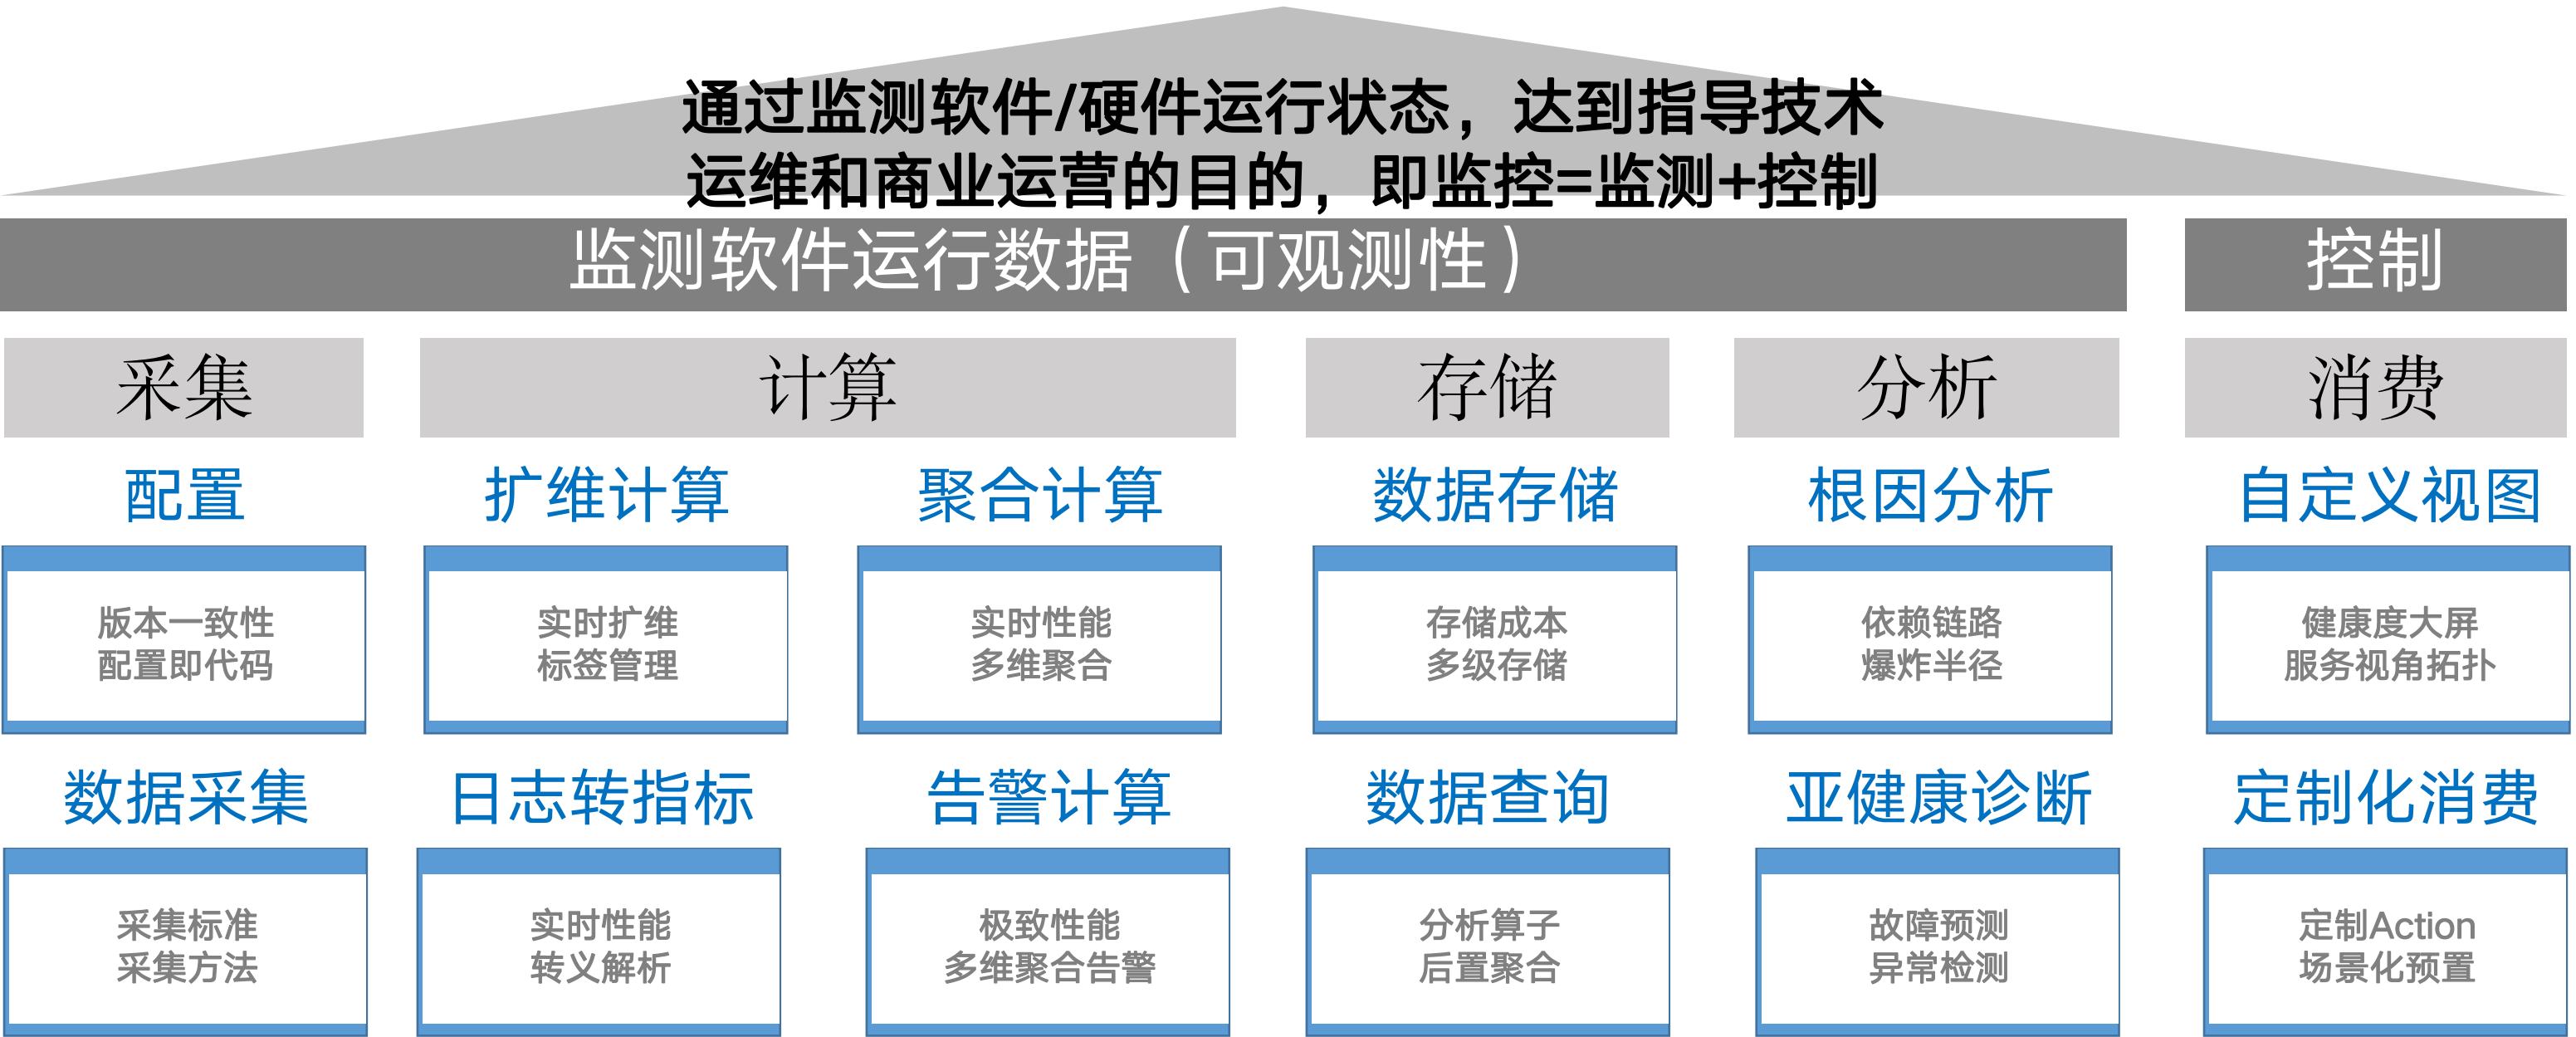 通过监测软件/硬件运行状态，达到指导技术
运维和商业运营的目的，即监控=监测+控制
监测软件运行数据（可观测性）
控制
采集
计算
存储
分析
消费
配置
扩维计算
聚合计算
数据存储
根因分析
自定义视图
版本一致性
配置即代码
实时扩维
标签管理
实时性能
多维聚合
存储成本
多级存储
依赖链路
爆炸半径
健康度大屏
服务视角拓扑
数据采集
日志转指标
告警计算
数据查询
亚健康诊断
定制化消费
采集标准
采集方法
实时性能
转义解析
极致性能
多维聚合告警
分析算子
后置聚合
故障预测
异常检测
定制Action
场景化预置